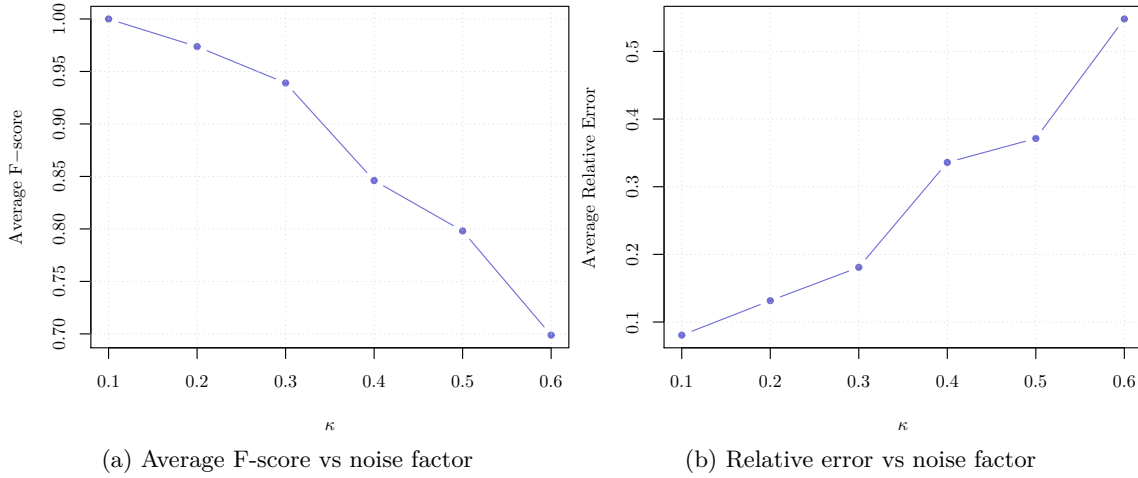 Average F−score
1.00
0.95
0.90
0.85
0.80
0.75
0.70
0.1 0.2 0.3 0.4 0.5 0.6
κ
(a) Average F-score vs noise factor
Average Relative Error
0.5
0.4
0.3
0.2
0.1
0.1 0.2 0.3 0.4 0.5 0.6
κ
(b) Relative error vs noise factor